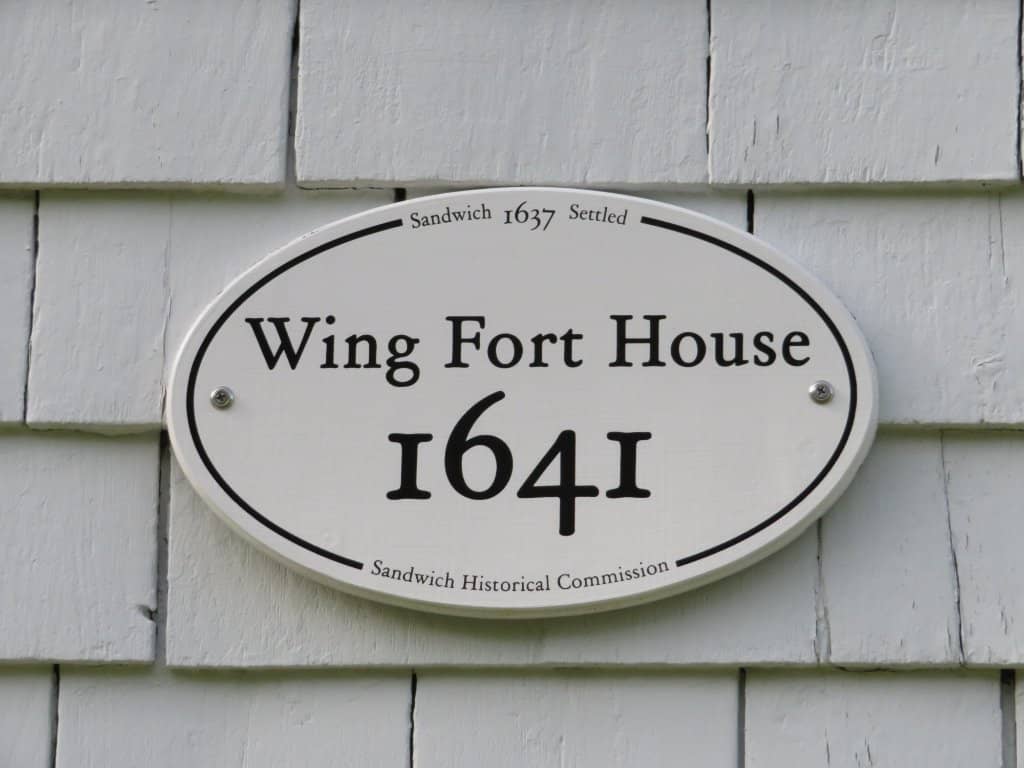 Sandwich 1637 Settled
Wing Fort House
1641
Sandwich Historical Commission